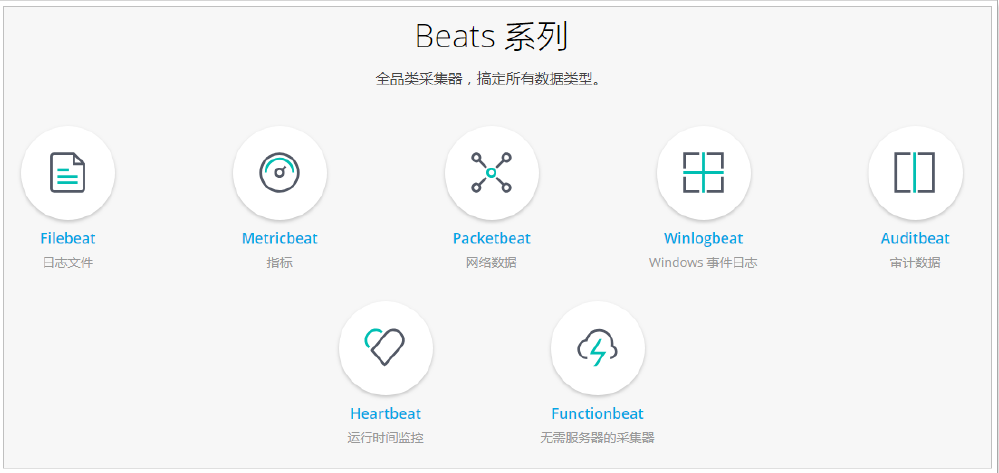 Beats 系列
全品类采集器，搞定所有数据类型。
Filebeat
日志文件
Metricbeat
指标
Packetbeat
网络数据
Winlogbeat
Windows 事件日志
Auditbeat
审计数据
Heartbeat
运行时间监控
Functionbeat
无需服务器的采集器